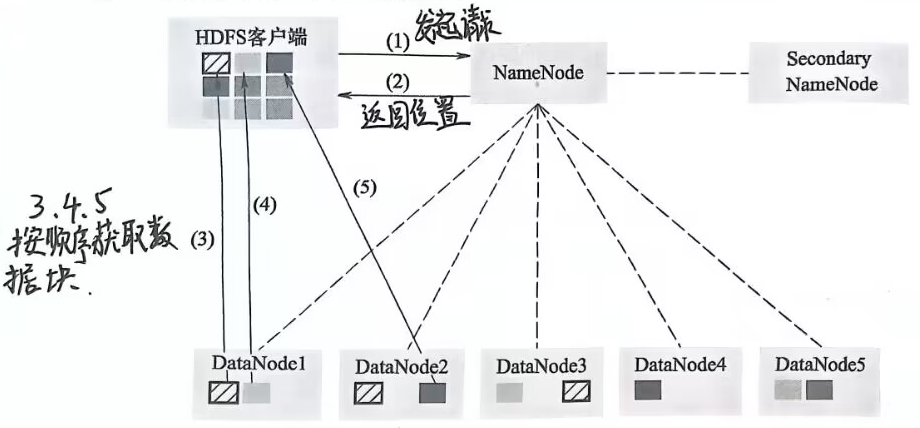 HDFS客户端
(1)
发起请求
NameNode
Secondary
NameNode
(2)
返回位置
3.4.5
按顺序获取数
据块.
(3)
(4)
(5)
DataNode1
DataNode2
DataNode3
DataNode4
DataNode5